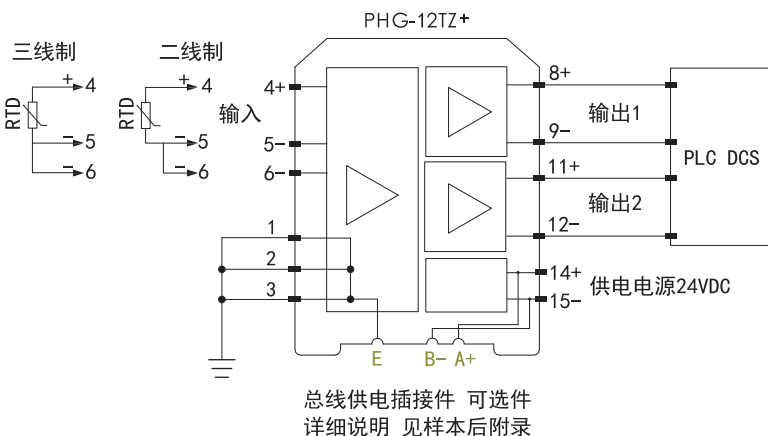 PHG-12TZ+
三线制
二线制
RTD
+
4
-
5
-
6
RTD
+
4
-
5
-
6
输入
4+
5-
6-
1
2
3
8+
输出1
9-
11+
输出2
12-
PLC DCS
14+
15-
供电电源24VDC
E
B-
A+
总线供电插接件 可选件
详细说明 见样本后附录